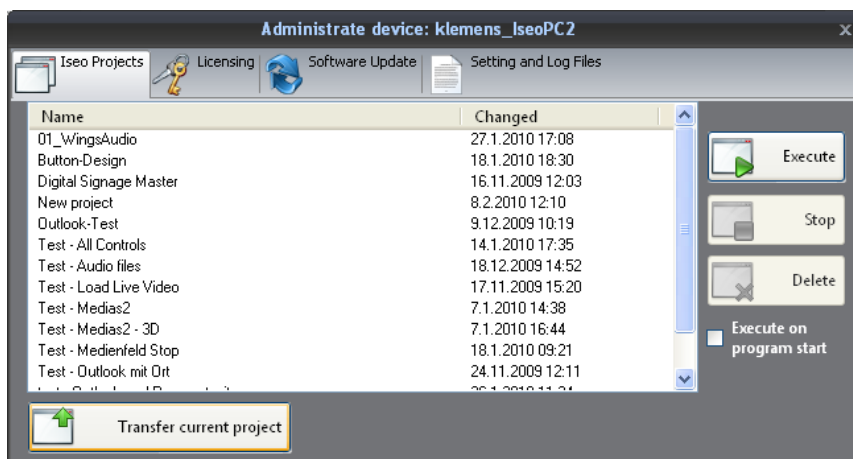 Administrate device: klemens_IseoPC2
Iseo Projects Licensing Software Update Setting and Log Files
Name Changed
01_WingsAudio 27.1.2010 17:08
Button-Design 18.1.2010 18:30
Digital Signage Master 16.11.2009 12:03
New project 8.2.2010 12:10
Outlook-Test 9.12.2009 10:19
Test - All Controls 14.1.2010 17:35
Test - Audio files 18.12.2009 14:52
Test - Load Live Video 17.11.2009 15:20
Test - Medias2 7.1.2010 14:38
Test - Medias2 - 3D 7.1.2010 16:44
Test - Medienfeld Stop 18.1.2010 09:21
Test - Outlook mit Ort 24.11.2009 12:11
Execute
Stop
Delete
Execute on
program start
Transfer current project